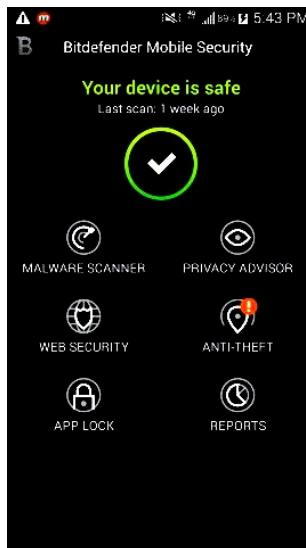 89% 5:43 PM
B Bitdefender Mobile Security
Your device is safe
Last scan: 1 week ago
MALWARE SCANNER PRIVACY ADVISOR
WEB SECURITY ANTI-THEFT
APP LOCK REPORTS